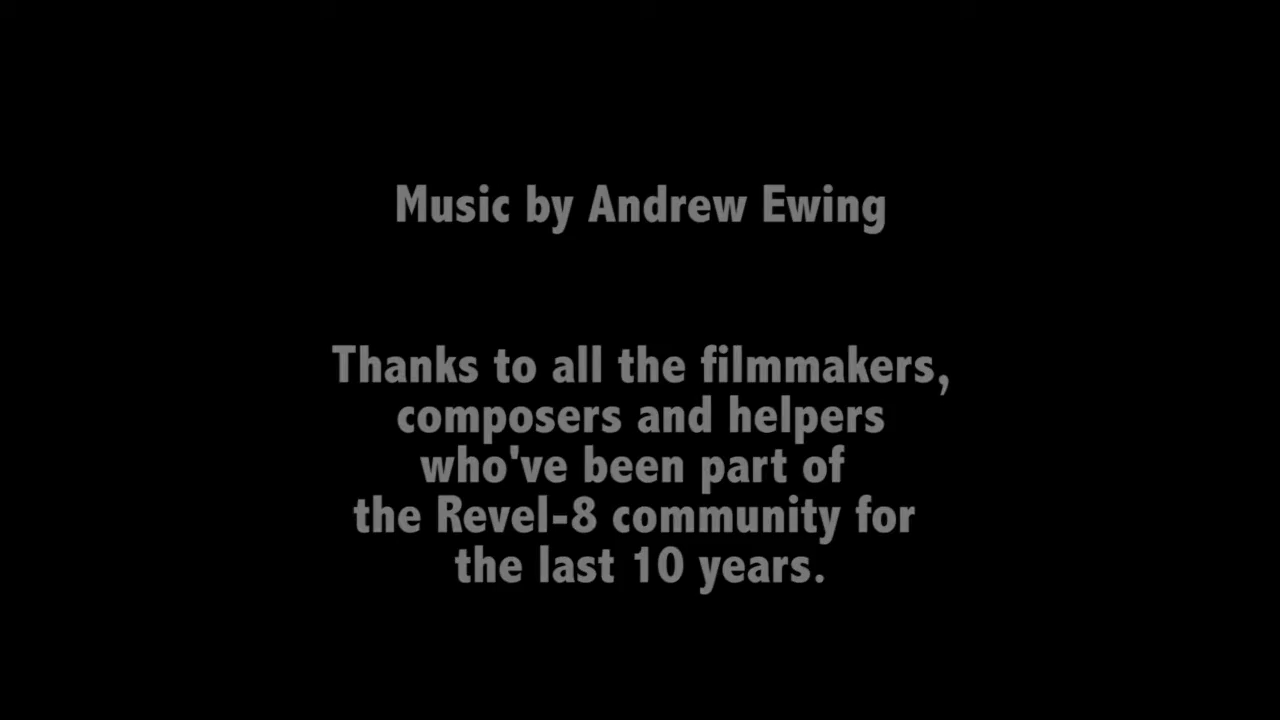 Music by Andrew Ewing
Thanks to all the filmmakers,
composers and helpers
who've been part of
the Revel-8 community for
the last 10 years.